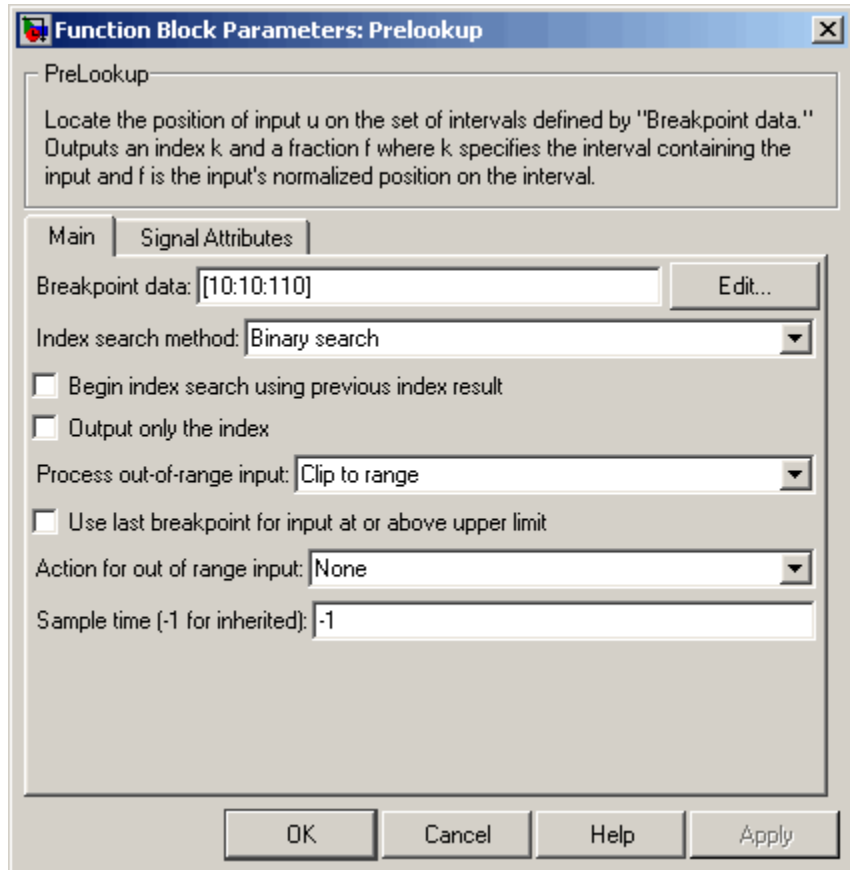 Function Block Parameters: Prelookup
PreLookup
Locate the position of input u on the set of intervals defined by "Breakpoint data."
Outputs an index k and a fraction f where k specifies the interval containing the
input and f is the input's normalized position on the interval.
Main Signal Attributes
Breakpoint data: [10:10:110] Edit...
Index search method: Binary search
Begin index search using previous index result
Output only the index
Process out-of-range input: Clip to range
Use last breakpoint for input at or above upper limit
Action for out of range input: None
Sample time (-1 for inherited): -1
OK Cancel Help Apply